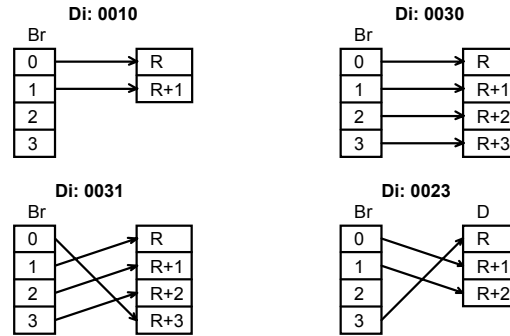 Di: 0010
Br
0 R
1 R+1
2
3
Di: 0030
Br
0 R
1 R+1
2 R+2
3 R+3
Di: 0031
Br
0 R
1 R+1
2 R+2
3 R+3
Di: 0023
Br D
0 R
1 R+1
2 R+2
3